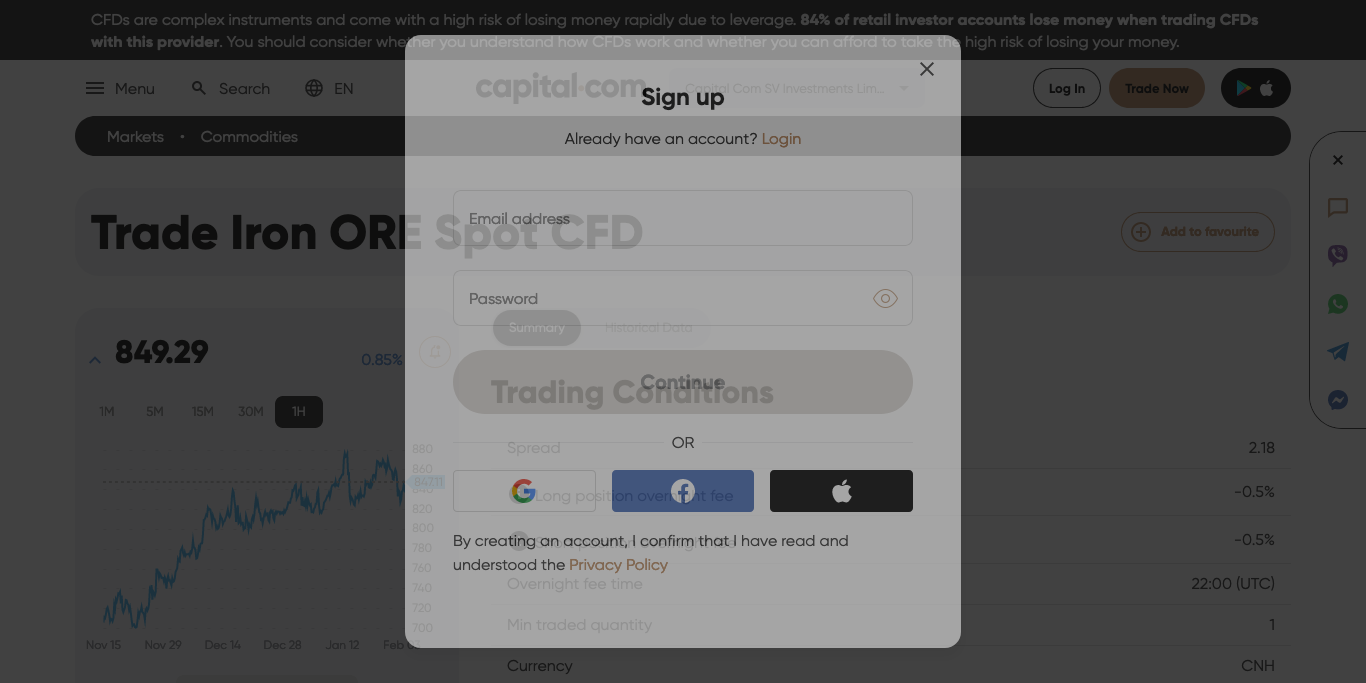 CFDs are complex instruments and come with a high risk of losing money rapidly due to leverage. 84% of retail investor accounts lose money when trading CFDs
with this provider. You should consider whether you understand how CFDs work and whether you can afford to take the high risk of losing your money.
Menu
Search
EN
capital.com
Capital Com SV Investments Lim...
Log In
Trade Now
Markets • Commodities
Sign up
Already have an account? Login
Trade Iron ORE Spot CFD
Add to favourite
Email address
Password
Summary
Historical Data
849.29
0.85%
1M 5M 15M 30M 1H
Continue
Trading Conditions
OR
Spread 2.18
Long position overnight fee -0.5%
-0.5%
Overnight fee time 22:00 (UTC)
Min traded quantity 1
Currency CNH
By creating an account, I confirm that I have read and
understood the Privacy Policy
880
860
847.11
840
820
800
780
760
740
720
700
Nov 15 Nov 29 Dec 14 Dec 28 Jan 12 Feb